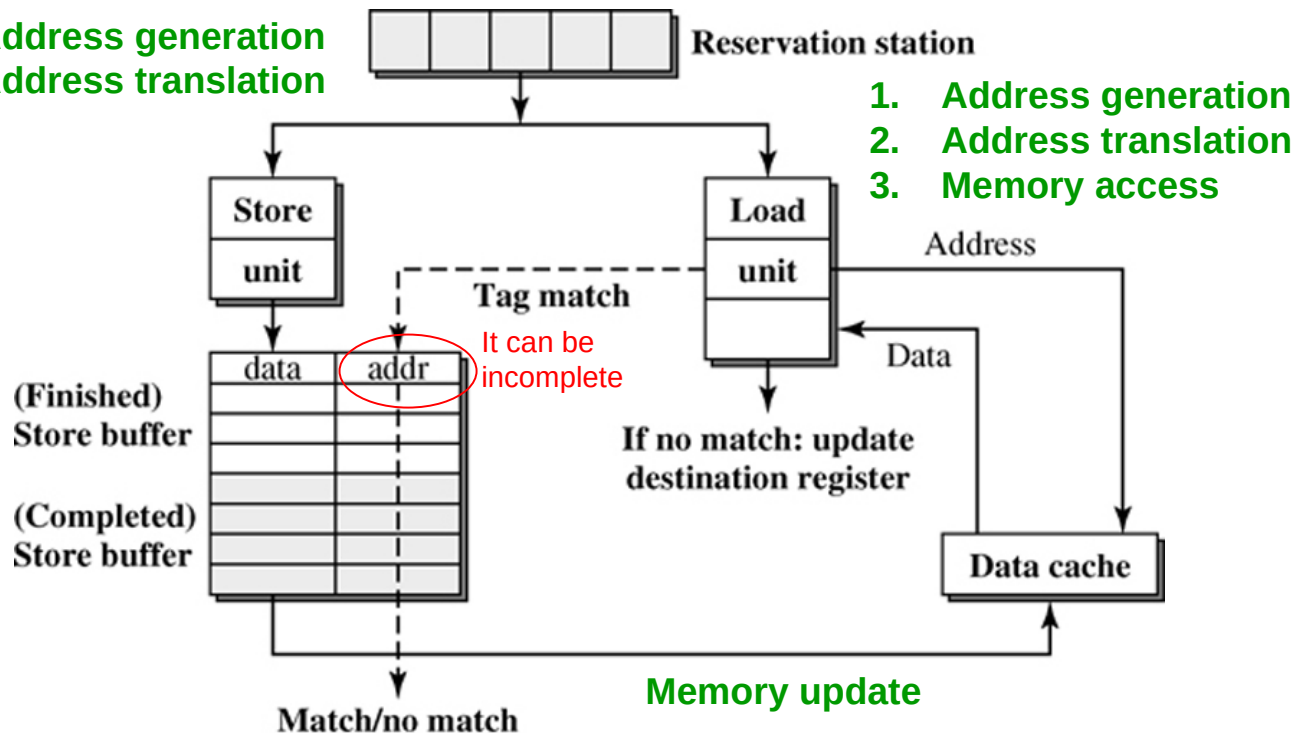 ddress generation
ddress translation
Reservation station
1. Address generation
2. Address translation
3. Memory access
Store
unit
Load
unit
Address
Tag match
It can be
incomplete
Data
data
addr
(Finished)
Store buffer
If no match: update
destination register
(Completed)
Store buffer
Data cache
Memory update
Match/no match